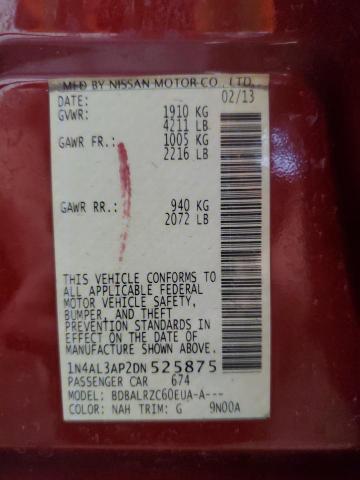 MFD BY NISSAN MOTOR CO., LTD.
DATE: 02/13
GVWR: 1910 KG
4211 LB
GAWR FR.: 1005 KG
2216 LB
GAWR RR.: 940 KG
2072 LB
THIS VEHICLE CONFORMS TO
ALL APPLICABLE FEDERAL
MOTOR VEHICLE SAFETY,
BUMPER, AND THEFT
PREVENTION STANDARDS IN
EFFECT ON THE DATE OF
MANUFACTURE SHOWN ABOVE.
1N4AL3AP2DN525875
PASSENGER CAR 674
MODEL: BDBALRZC60EUA-A---
COLOR: NAH TRIM: G 9N00A